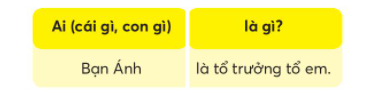 Ai (cái gì, con gì) là gì?
Bạn Ánh là tổ trưởng tổ em.